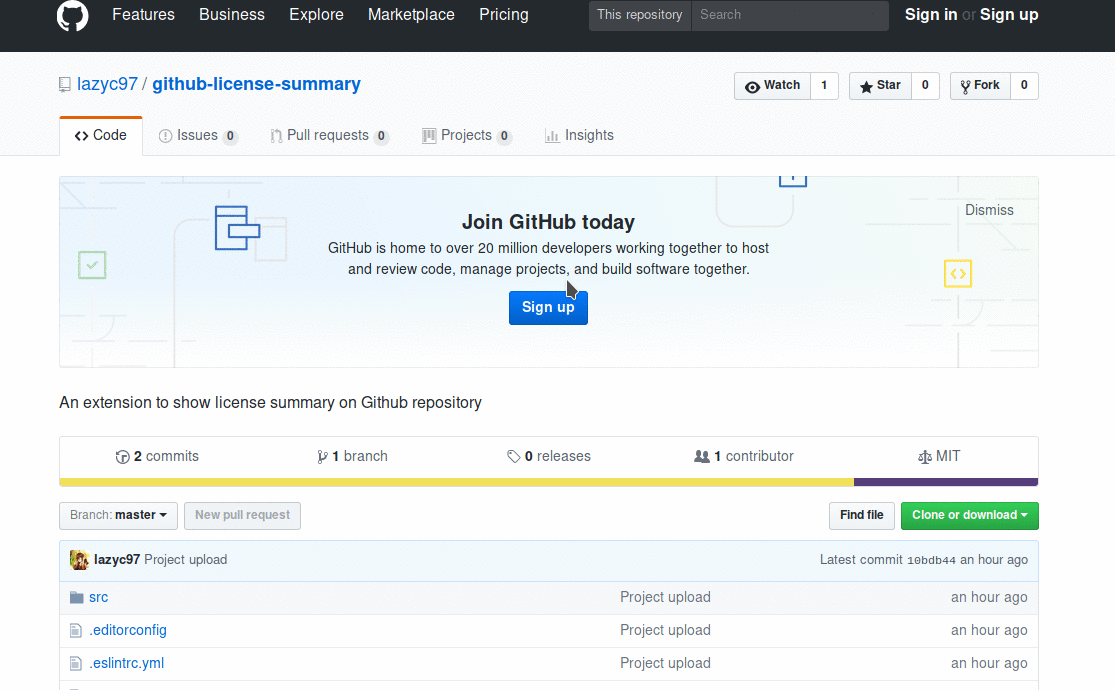 Features Business Explore Marketplace Pricing This repository Search Sign in or Sign up
lazyc97 / github-license-summary Watch 1 Star 0 Fork 0
Code Issues 0 Pull requests 0 Projects 0 Insights
Dismiss
Join GitHub today
GitHub is home to over 20 million developers working together to host
and review code, manage projects, and build software together.
Sign up
An extension to show license summary on Github repository
2 commits 1 branch 0 releases 1 contributor MIT
Branch: master New pull request Find file Clone or download
lazyc97 Project upload Latest commit 10bdb44 an hour ago
src Project upload an hour ago
.editorconfig Project upload an hour ago
.eslintrc.yml Project upload an hour ago